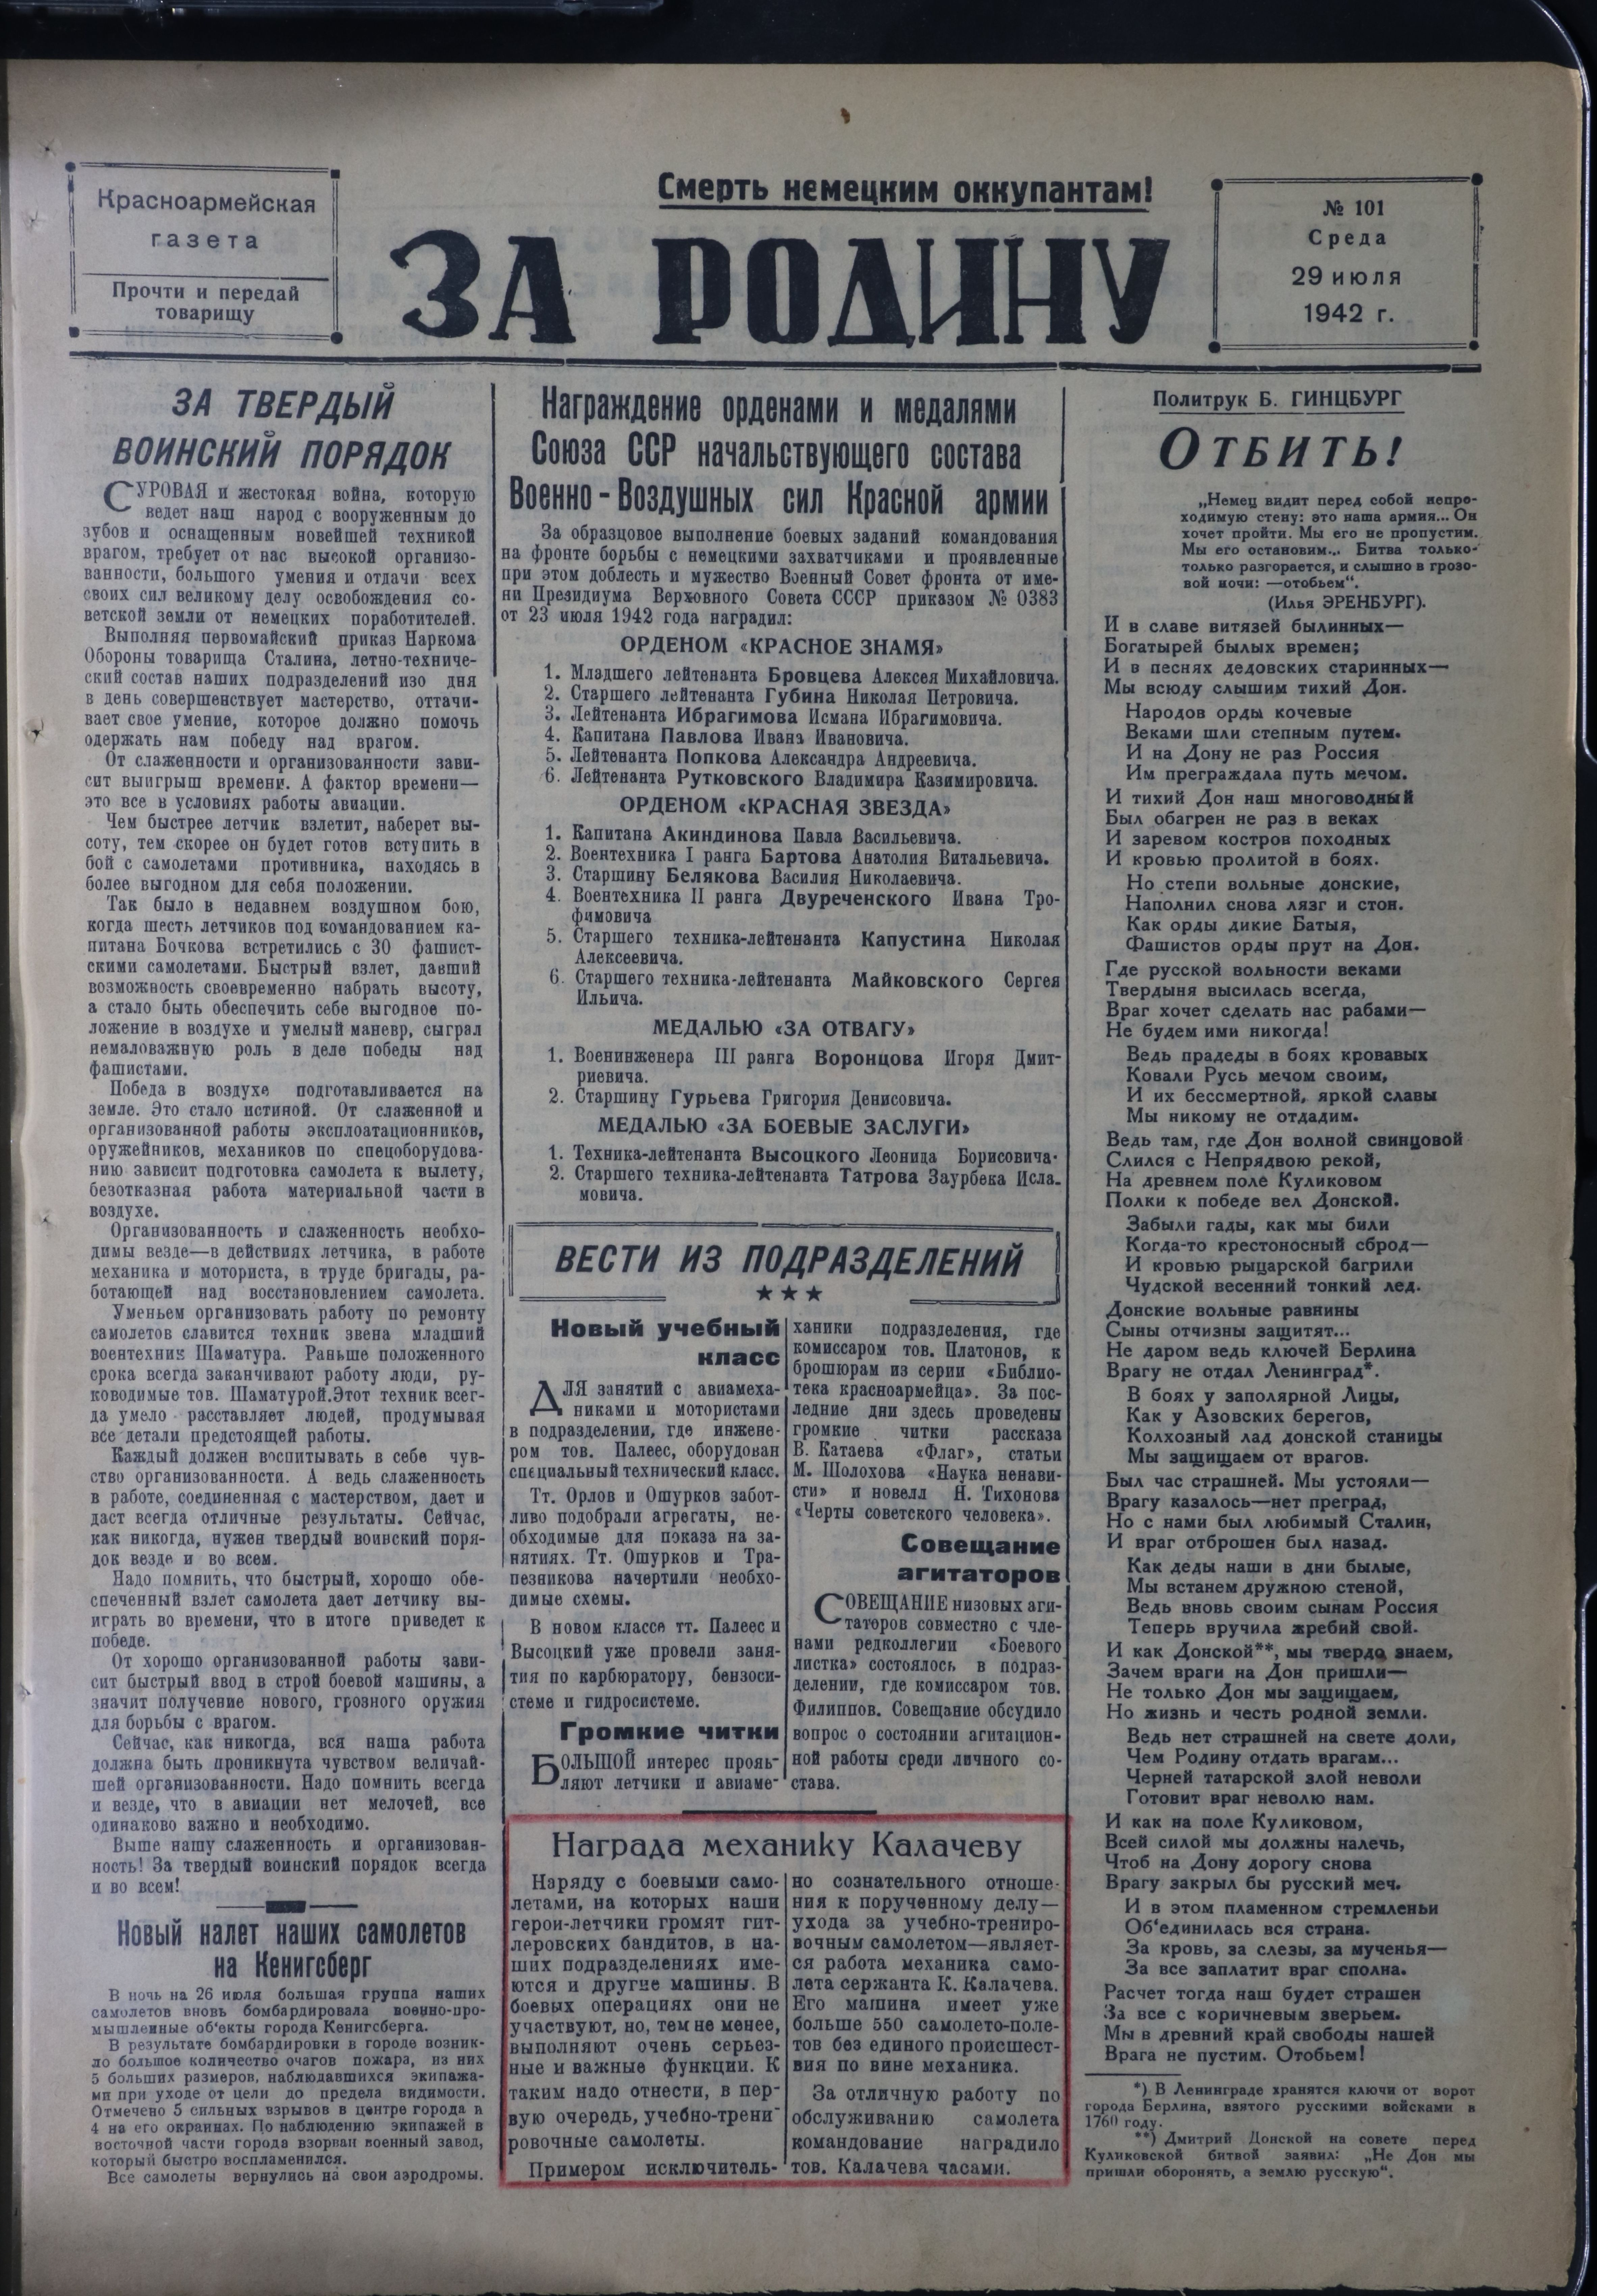 Красноармейская
газета
Прочти и передай
товарищу
Смерть немецким оккупантам!
ЗА РОДИНУ
№ 101
Среда
29 июля
1942 г.
ЗА ТВЕРДЫЙ
ВОИНСКИЙ ПОРЯДОК
СУРОВАЯ и жестокая война, которую
ведет наш народ с вооруженным до
зубов и оснащенным новейшей техникой
врагом, требует от нас высокой организо-
ванности, большого умения и отдачи всех
своих сил великому делу освобождения со-
ветской земли от немецких поработителей.
Выполняя первомайский приказ Наркома
Обороны товарища Сталина, летно-техниче-
ский состав наших подразделений изо дня
в день совершенствует мастерство, оттачи-
вает свое умение, которое должно помочь
одержать нам победу над врагом.
От слаженности и организованности зави-
сит выигрыш времени. А фактор времени—
это все в условиях работы авиации.
Чем быстрее летчик взлетит, наберет вы-
соту, тем скорее он будет готов вступить в
бой с самолетами противника, находясь в
более выгодном для себя положении.
Так было в недавнем воздушном бою,
когда шесть летчиков под командованием ка-
питана Бочкова встретились с 30 фашист-
скими самолетами. Быстрый взлет, давший
возможность своевременно набрать высоту,
а стало быть обеспечить себе выгодное по-
ложение в воздухе и умелый маневр, сыграл
немаловажную роль в деле победы над
фашистами.
Победа в воздухе подготавливается на
земле. Это стало истиной. От слаженной и
организованной работы эксплоатационников,
оружейников, механиков по спецоборудова-
нию зависит подготовка самолета к вылету,
безотказная работа материальной части в
воздухе.
Организованность и слаженность необхо-
димы везде—в действиях летчика, в работе
механика и моториста, в труде бригады, ра-
ботающей над восстановлением самолета.
Уменьем организовать работу по ремонту
самолетов славится техник звена младший
воентехник Шаматура. Раньше положенного
срока всегда заканчивают работу люди, ру-
ководимые тов. Шаматурой.Этот техник всег-
да умело расставляет людей, продумывая
все детали предстоящей работы.
Каждый должен воспитывать в себе чув-
ство организованности. А ведь слаженность
в работе, соединенная с мастерством, дает и
даст всегда отличные результаты. Сейчас,
как никогда, нужен твердый воинский поря-
док везде и во всем.
Надо помнить, что быстрый, хорошо обе-
спеченный взлет самолета дает летчику вы-
играть во времени, что в итоге приведет к
победе.
От хорошо организованной работы зави-
сит быстрый ввод в строй боевой машины, а
значит получение нового, грозного оружия
для борьбы с врагом.
Сейчас, как никогда, вся наша работа
должна быть проникнута чувством величай-
шей организованности. Надо помнить всегда
и везде, что в авиации нет мелочей, все
одинаково важно и необходимо.
Выше нашу слаженность и организован-
ность! За твердый воинский порядок всегда
и во всем!
Новый налет наших самолетов
на Кенигсберг
В ночь на 26 июля большая группа наших
самолетов вновь бомбардировала военно-про-
мышленные об'екты города Кенигсберга.
В результате бомбардировки в городе возник-
ло большое количество очагов пожара, из них
5 больших размеров, наблюдавшихся экипажа-
ми при уходе от цели до предела видимости.
Отмечено 5 сильных взрывов в центре города и
4 на его окраинах. По наблюдению экипажей в
восточной части города взорван военный завод,
который быстро воспламенился.
Все самолеты вернулись на свои аэродромы.
Награждение орденами и медалями
Союза ССР начальствующего состава
Военно-Воздушных сил Красной армии
За образцовое выполнение боевых заданий командования
на фронте борьбы с немецкими захватчиками и проявленные
при этом доблесть и мужество Военный Совет фронта от име-
ни Президиума Верховного Совета СССР приказом № 0383
от 23 июля 1942 года наградил:
ОРДЕНОМ «КРАСНОЕ ЗНАМЯ»
1. Младшего лейтенанта Бровцева Алексея Михайловича.
2. Старшего лейтенанта Губина Николая Петровича.
3. Лейтенанта Ибрагимова Исмана Ибрагимовича.
4. Капитана Павлова Ивана Ивановича.
5. Лейтенанта Попкова Александра Андреевича.
6. Лейтенанта Рутковского Владимира Казимировича.
ОРДЕНОМ «КРАСНАЯ ЗВЕЗДА»
1. Капитана Акиндинова Павла Васильевича.
2. Воентехника I ранга Бартова Анатолия Витальевича.
3. Старшину Белякова Василия Николаевича.
4. Воентехника II ранга Двуреченского Ивана Тро-
фимовича
5. Старшего техника-лейтенанта Капустина Николая
Алексеевича.
6. Старшего техника-лейтенанта Майковского Сергея
Ильича.
МЕДАЛЬЮ «ЗА ОТВАГУ»
1. Военинженера III ранга Воронцова Игоря Дмит-
риевича.
2. Старшину Гурьева Григория Денисовича.
МЕДАЛЬЮ «ЗА БОЕВЫЕ ЗАСЛУГИ»
1. Техника-лейтенанта Высоцкого Леонида Борисовича.
2. Старшего техника-лейтенанта Татрова Заурбека Исла-
мовича.
ВЕСТИ ИЗ ПОДРАЗДЕЛЕНИЙ
★★★
Новый учебный
класс
ДЛЯ занятий с авиамеха-
никами и мотористами
в подразделении, где инжене-
ром тов. Палеес, оборудован
специальный технический класс.
Тт. Орлов и Ошурков забот-
ливо подобрали агрегаты, не-
обходимые для показа на за-
нятиях. Тт. Ошурков и Тра-
пезникова начертили необхо-
димые схемы.
В новом классе тт. Палеес и
Высоцкий уже провели заня-
тия по карбюратору, бензоси-
стеме и гидросистеме.
Громкие читки
БОЛЬШОЙ интерес прояв-
ляют летчики и авиаме-
ханики подразделения, где
комиссаром тов. Платонов, к
брошюрам из серии «Библио-
тека красноармейца». За пос-
ледние дни здесь проведены
громкие читки рассказа
В. Катаева «Флаг», статьи
М. Шолохова «Наука ненави-
сти» и новелл Н. Тихонова
«Черты советского человека».
Совещание
агитаторов
СОВЕЩАНИЕ низовых аги-
таторов совместно с чле-
нами редколлегии «Боевого
листка» состоялось в подраз-
делении, где комиссаром тов.
Филиппов. Совещание обсудило
вопрос о состоянии агитацион-
ной работы среди личного со-
става.
Награда механику Калачеву
Наряду с боевыми само-
летами, на которых наши
герои-летчики громят гит-
леровских бандитов, в на-
ших подразделениях име-
ются и другие машины. В
боевых операциях они не
участвуют, но, тем не менее,
выполняют очень серьез-
ные и важные функции. К
таким надо отнести, в пер-
вую очередь, учебно-трени-
ровочные самолеты.
Примером исключитель-
но сознательного отноше-
ния к порученному делу—
ухода за учебно-трениро-
вочным самолетом—являет-
ся работа механика само-
лета сержанта К. Калачева.
Его машина имеет уже
больше 550 самолето-поле-
тов без единого происшест-
вия по вине механика.
За отличную работу по
обслуживанию самолета
командование наградило
тов. Калачева часами.
Политрук Б. ГИНЦБУРГ
ОТБИТЬ!
„Немец видит перед собой непро-
ходимую стену: это наша армия... Он
хочет пройти. Мы его не пропустим.
Мы его остановим... Битва только-
только разгорается, и слышно в грозо-
вой ночи: —отобьем“.
(Илья ЭРЕНБУРГ).
И в славе витязей былинных—
Богатырей былых времен;
И в песнях дедовских старинных—
Мы всюду слышим тихий Дон.
Народов орды кочевые
Веками шли степным путем.
И на Дону не раз Россия
Им преграждала путь мечом.
И тихий Дон наш многоводный
Был обагрен не раз в веках
И заревом костров походных
И кровью пролитой в боях.
Но степи вольные донские,
Наполнил снова лязг и стон.
Как орды дикие Батыя,
Фашистов орды прут на Дон.
Где русской вольности веками
Твердыня высилась всегда,
Враг хочет сделать нас рабами—
Не будем ими никогда!
Ведь прадеды в боях кровавых
Ковали Русь мечом своим,
И их бессмертной, яркой славы
Мы никому не отдадим.
Ведь там, где Дон волной свинцовой
Слился с Непрядвою рекой,
На древнем поле Куликовом
Полки к победе вел Донской.
Забыли гады, как мы били
Когда-то крестоносный сброд—
И кровью рыцарской багрили
Чудской весенний тонкий лед.
Донские вольные равнины
Сыны отчизны защитят...
Не даром ведь ключей Берлина
Врагу не отдал Ленинград*.
В боях у заполярной Лицы,
Как у Азовских берегов,
Колхозный лад донской станицы
Мы защищаем от врагов.
Был час страшней. Мы устояли—
Врагу казалось—нет преград,
Но с нами был любимый Сталин,
И враг отброшен был назад.
Как деды наши в дни былые,
Мы встанем дружною стеной,
Ведь вновь своим сынам Россия
Теперь вручила жребий свой.
И как Донской**, мы твердо знаем,
Зачем враги на Дон пришли—
Не только Дон мы защищаем,
Но жизнь и честь родной земли.
Ведь нет страшней на свете доли,
Чем Родину отдать врагам...
Черней татарской злой неволи
Готовит враг неволю нам.
И как на поле Куликовом,
Всей силой мы должны налечь,
Чтоб на Дону дорогу снова
Врагу закрыл бы русский меч.
И в этом пламенном стремленьи
Об'единилась вся страна.
За кровь, за слезы, за мученья—
За все заплатит враг сполна.
Расчет тогда наш будет страшен
За все с коричневым зверьем.
Мы в древний край свободы нашей
Врага не пустим. Отобьем!
*) В Ленинграде хранятся ключи от ворот
города Берлина, взятого русскими войсками в
1760 году.
**) Дмитрий Донской на совете перед
Куликовской битвой заявил: „Не Дон мы
пришли оборонять, а землю русскую“.